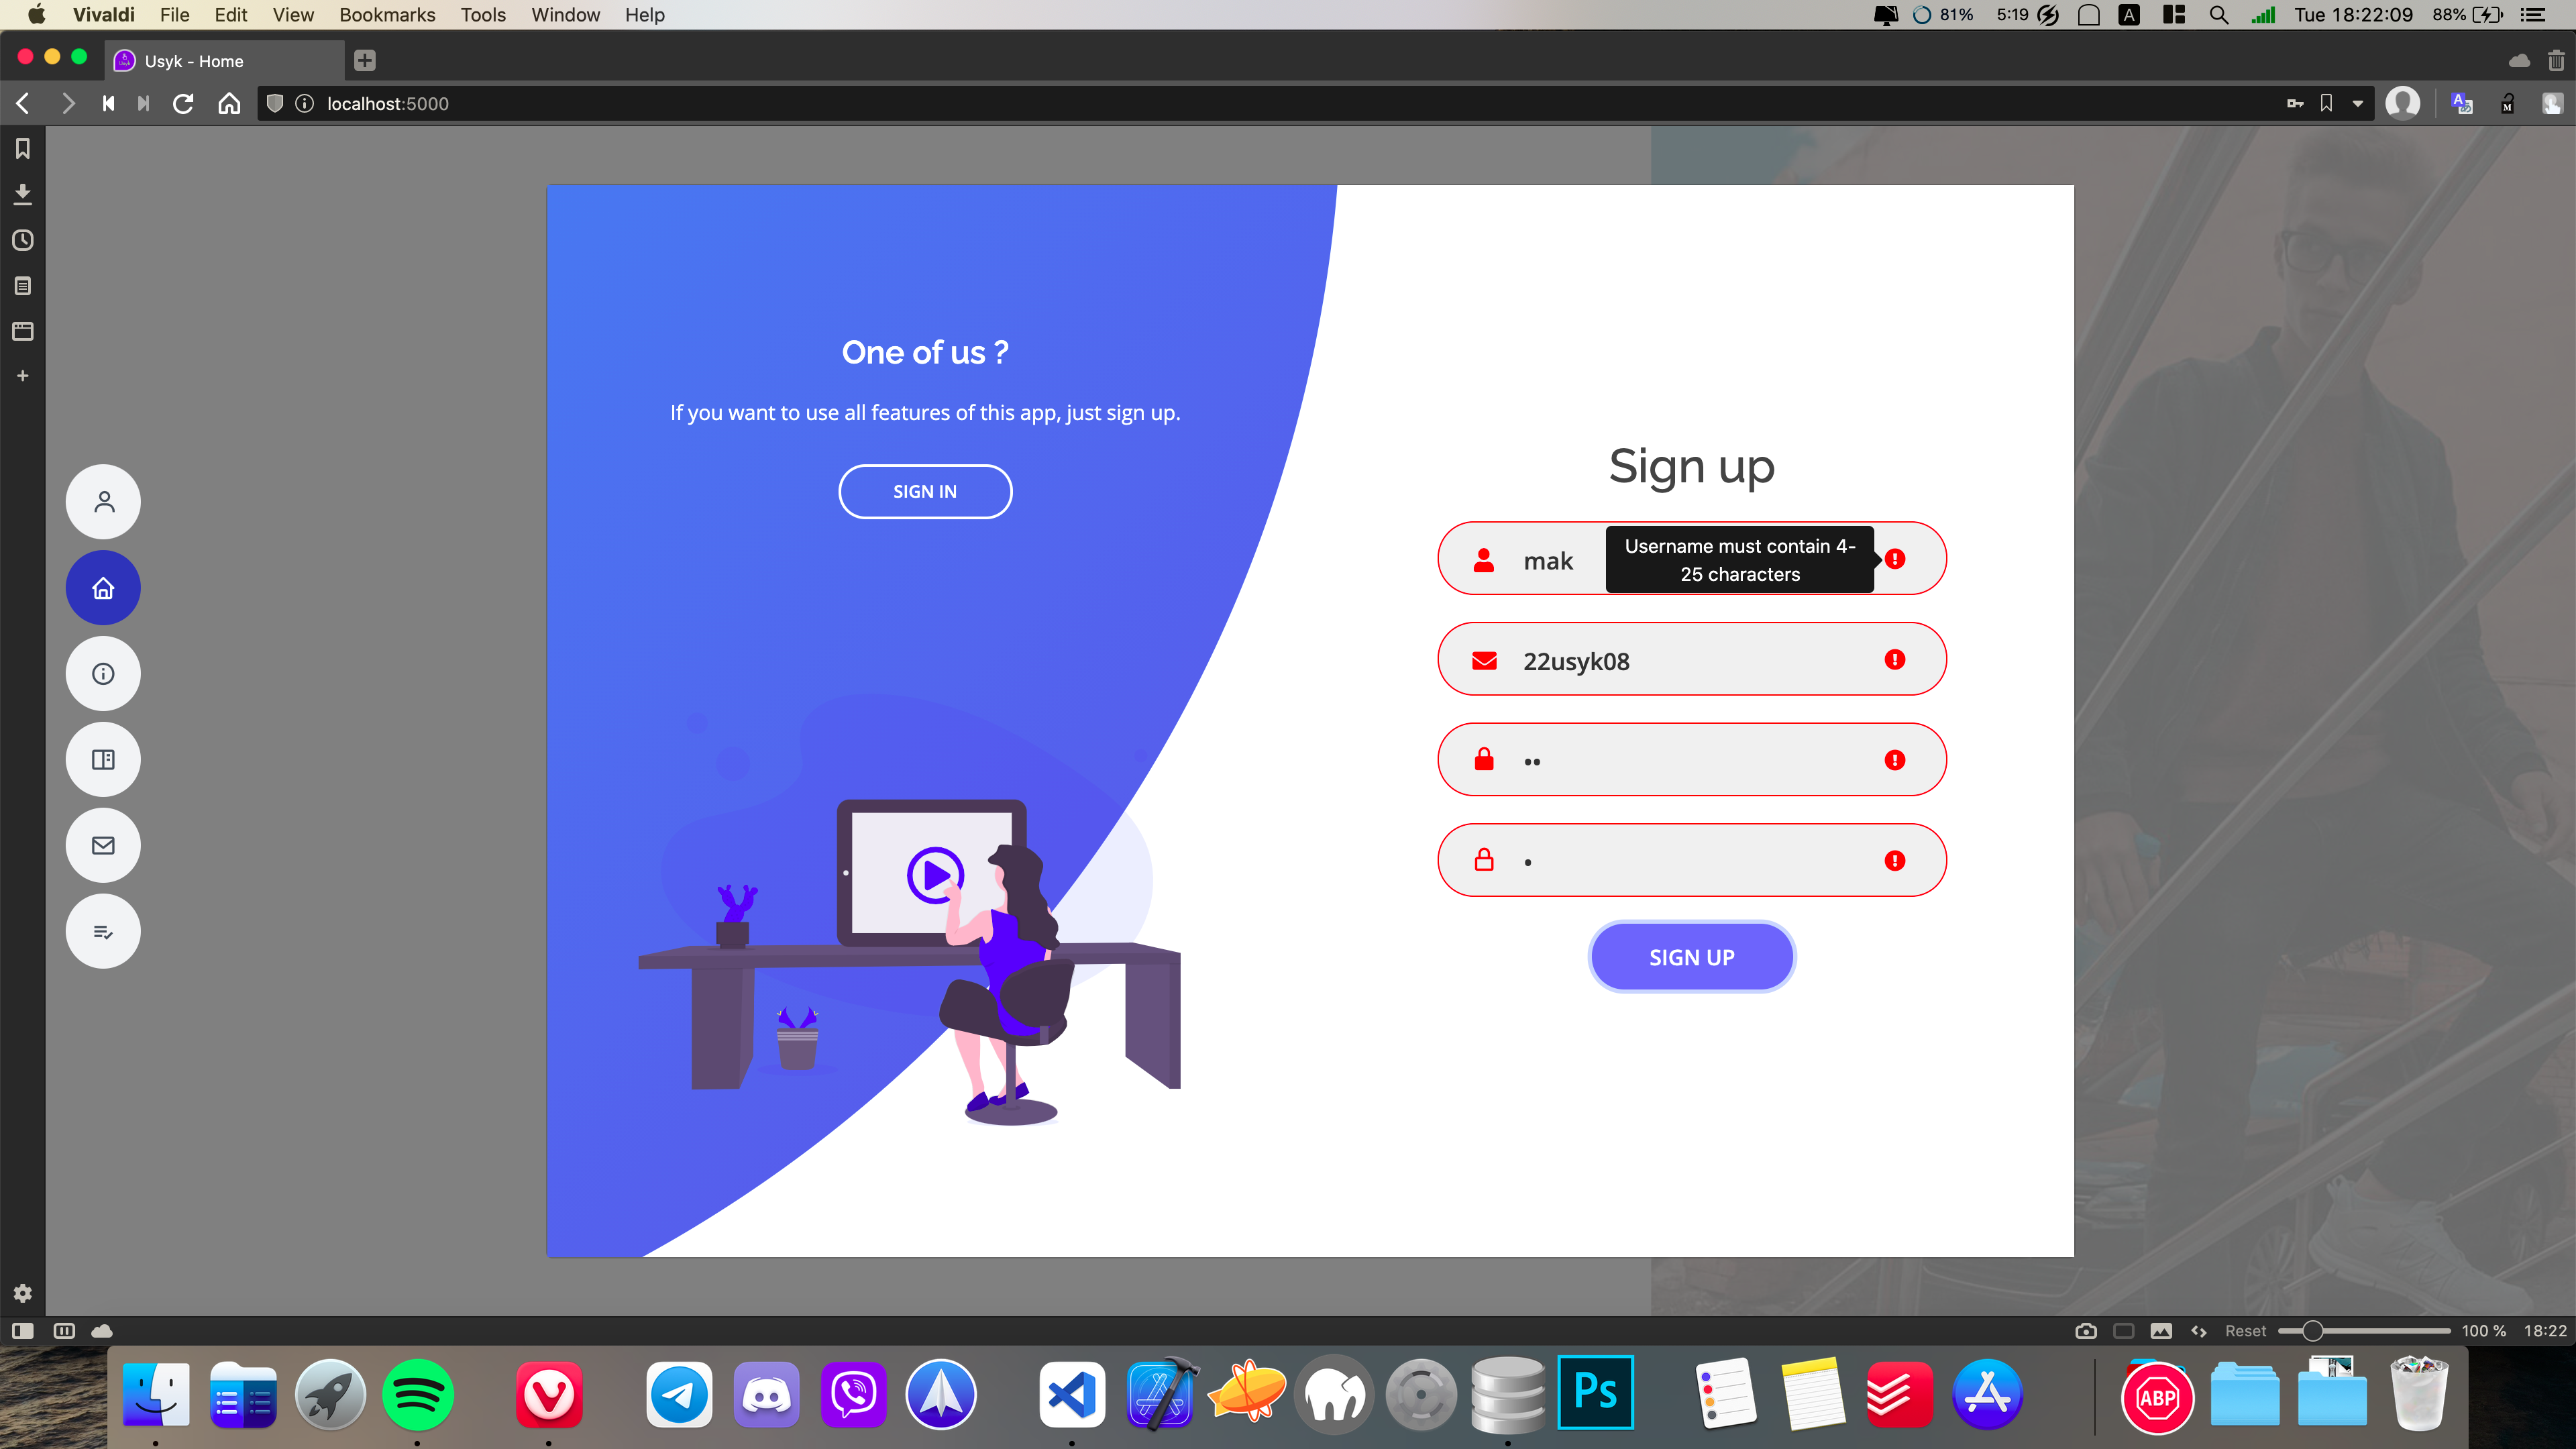 Vivaldi File Edit View Bookmarks Tools Window Help
81% 5:19 A Tue 18:22:09 88%
Usyk - Home
localhost:5000
One of us ?
If you want to use all features of this app, just sign up.
SIGN IN
Sign up
mak
Username must contain 4-
25 characters
22usyk08
••
•
SIGN UP
Reset 100 % 18:22
Ps
ABP